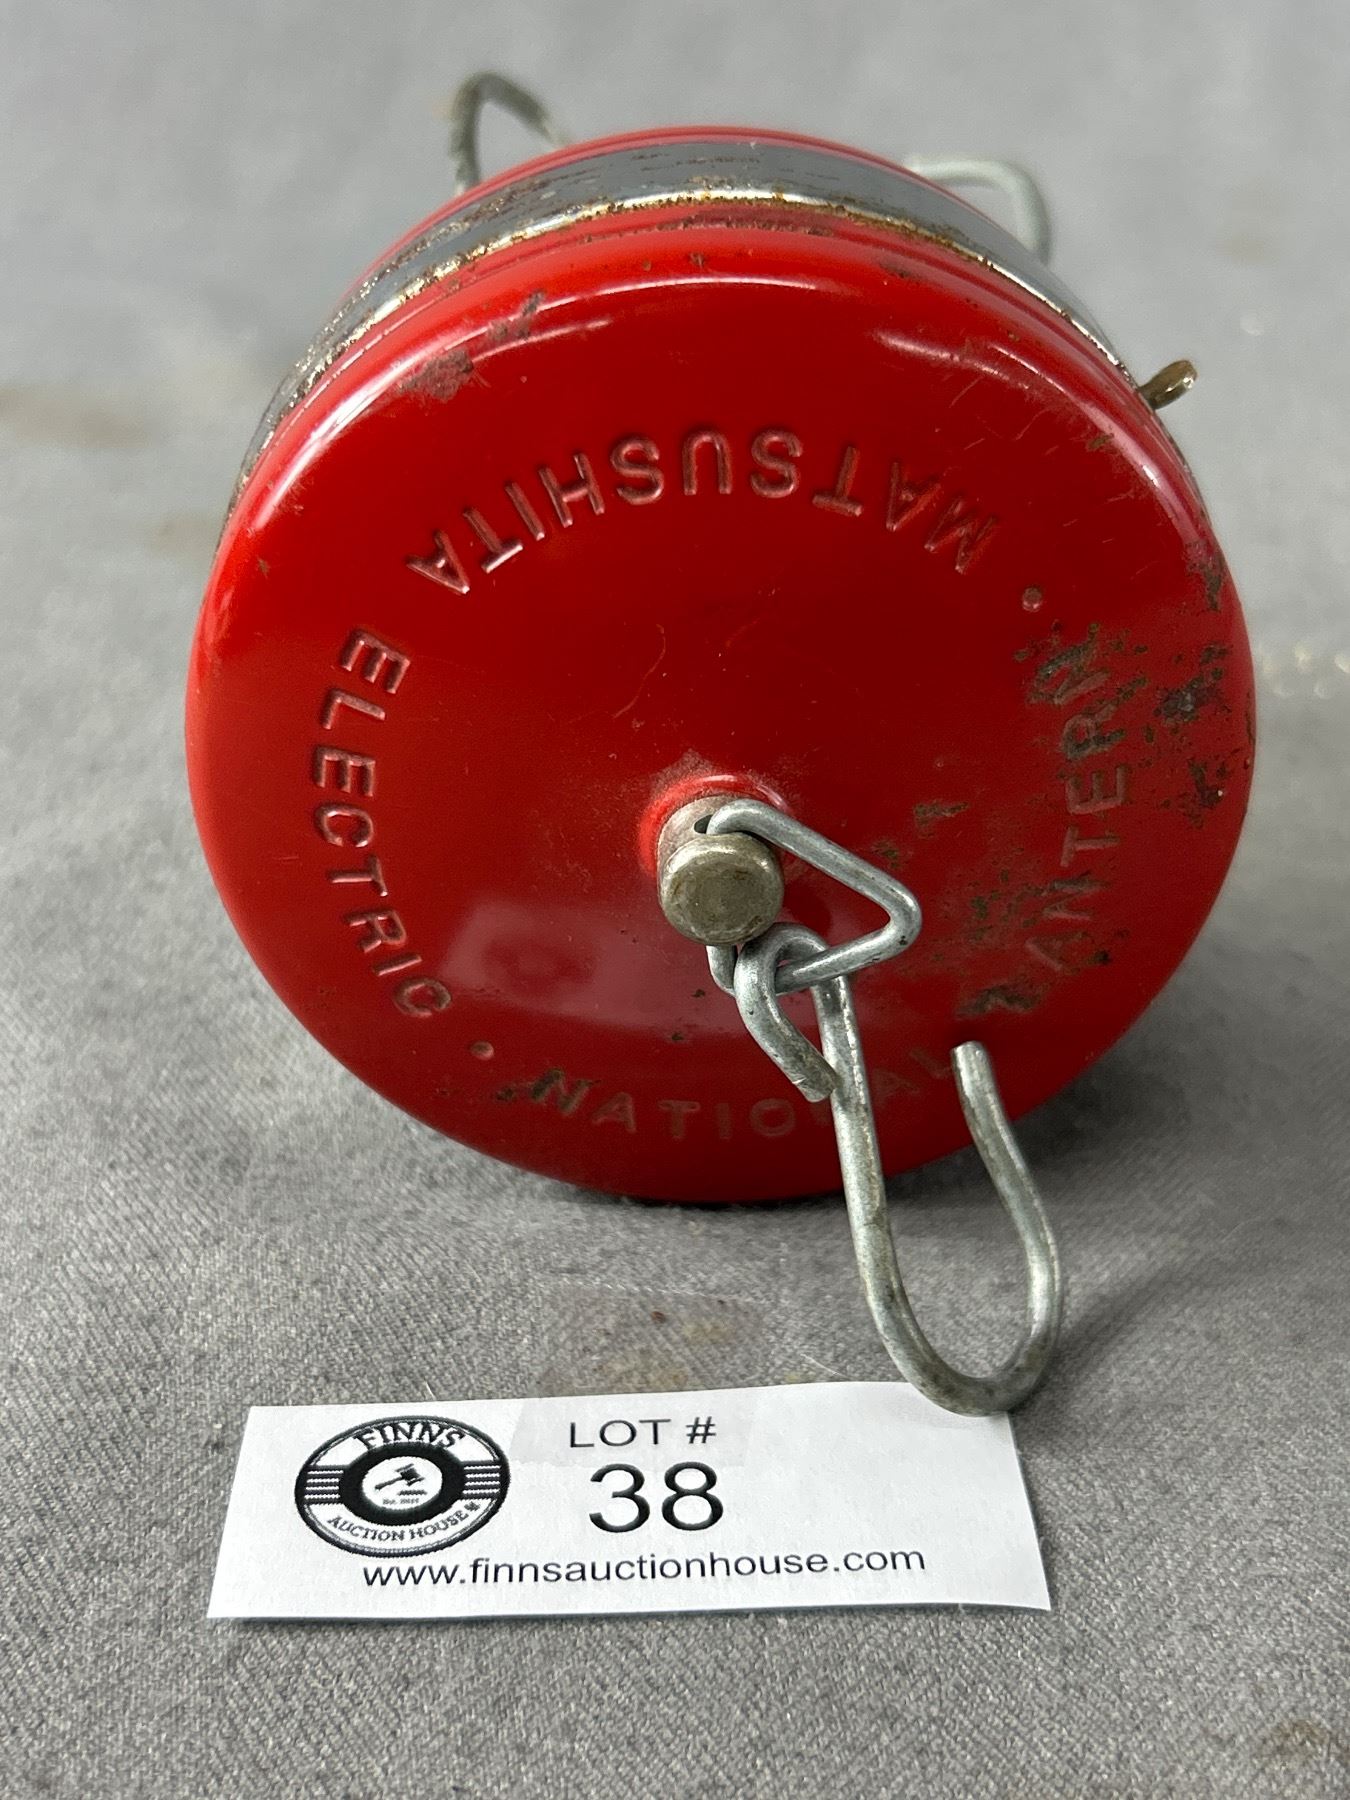 MATSUSHITA ELECTRIC
NATIONAL LANTERN
FINNS
AUCTION HOUSE
LOT #
38
www.finnsauctionhouse.com